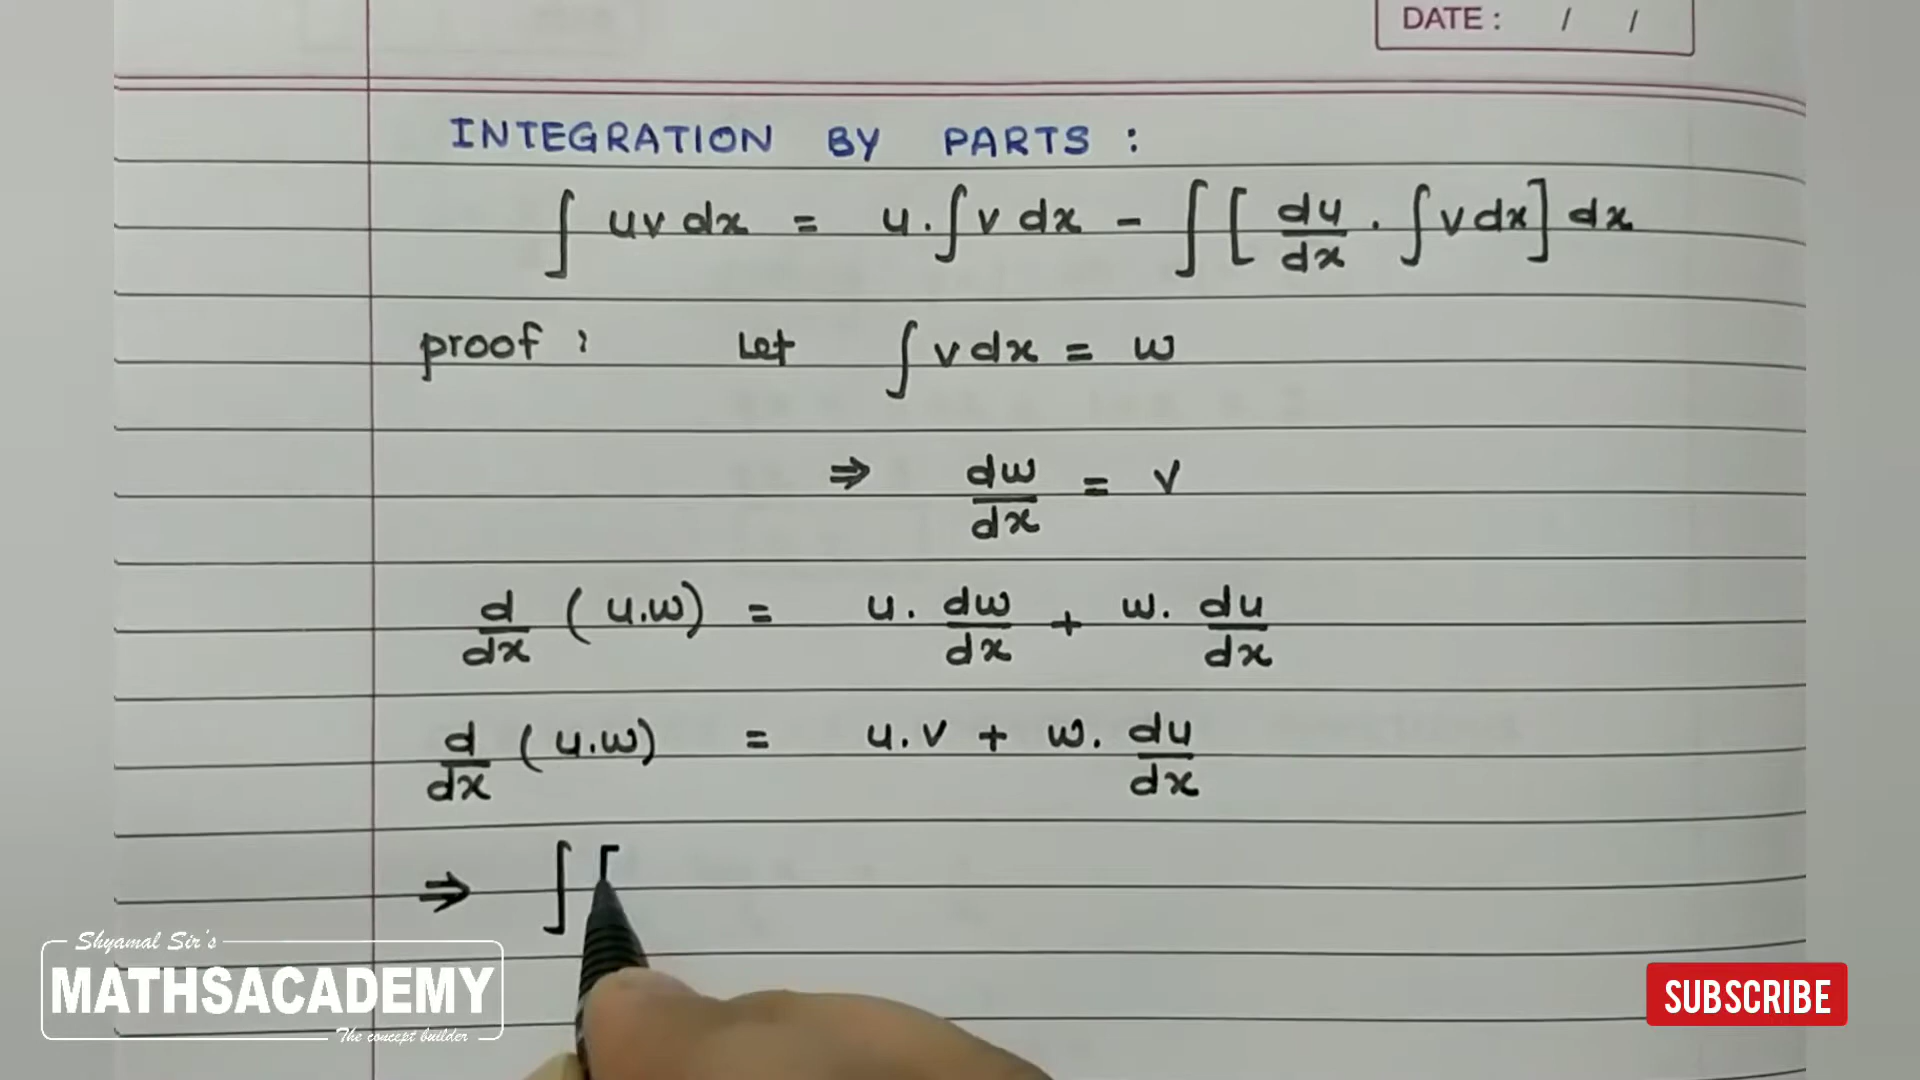 DATE : / /
INTEGRATION BY PARTS :
∫ uv dx = u . ∫ v dx - ∫ [ du/dx . ∫ v dx ] dx
proof : Let ∫ v dx = w
⇒ dw/dx = v
d/dx ( u.w ) = u . dw/dx + w . du/dx
d/dx ( u.w ) = u . v + w . du/dx
⇒ ∫ [
Shyamal Sir's
MATHSACADEMY
The concept builder
SUBSCRIBE